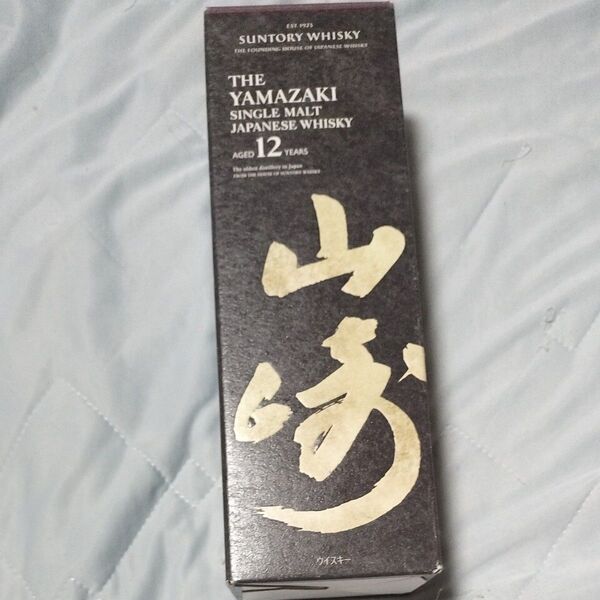 EST. 1923
SUNTORY WHISKY
THE FOUNDING HOUSE OF JAPANESE WHISKY
THE
YAMAZAKI
SINGLE MALT
JAPANESE WHISKY
AGED 12 YEARS
The oldest distillery in Japan
FROM THE HOUSE OF SUNTORY WHISKY
山
崎
ウイスキー